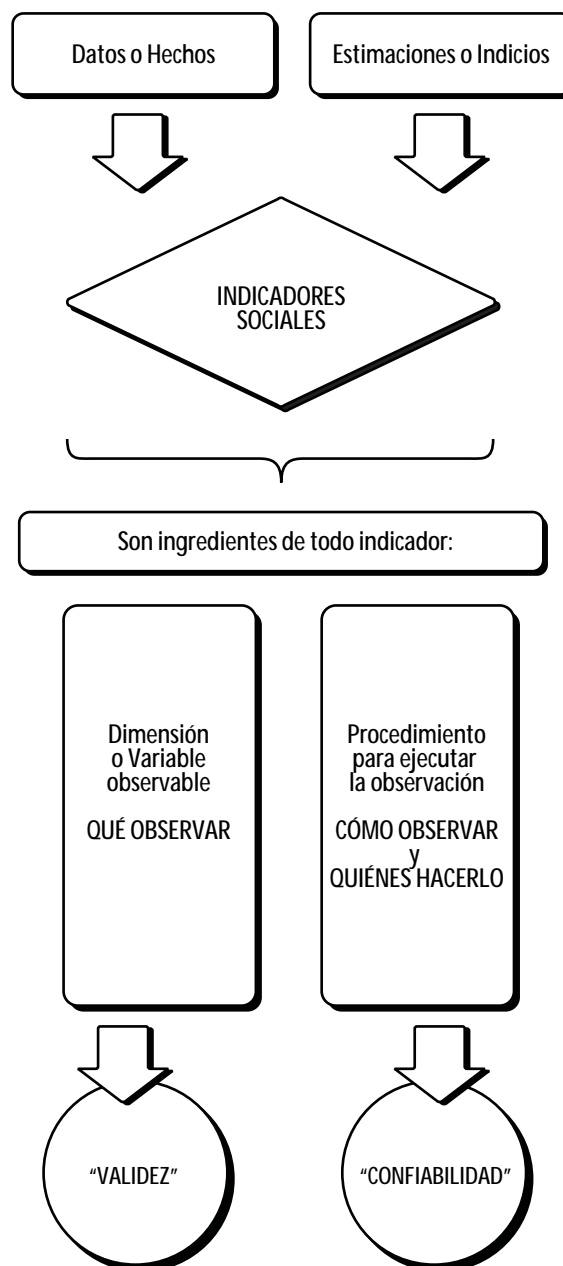 Datos o Hechos
Estimaciones o Indicios
INDICADORES
SOCIALES
Son ingredientes de todo indicador:
Dimensión
o Variable
observable
QUÉ OBSERVAR
Procedimiento
para ejecutar
la observación
CÓMO OBSERVAR
y
QUIÉNES HACERLO
“VALIDEZ”
“CONFIABILIDAD”